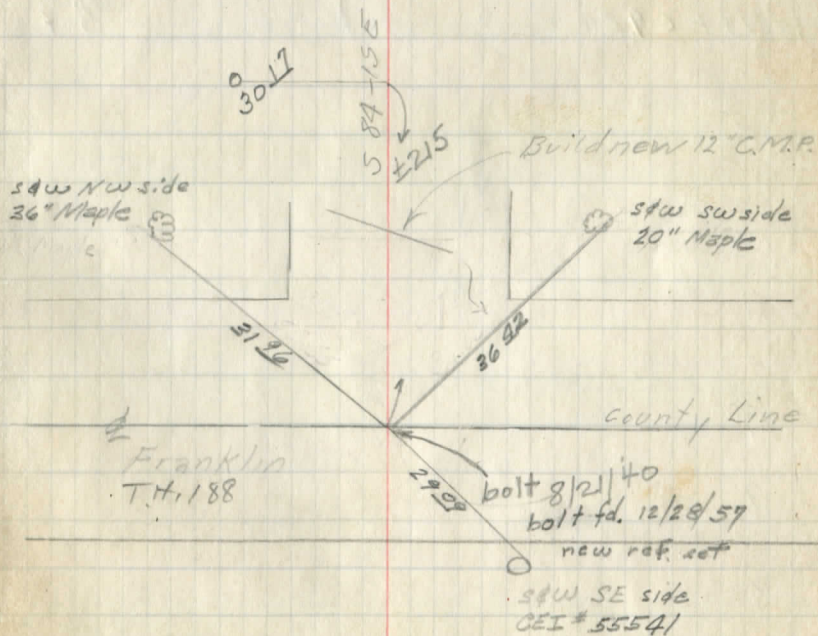 30 17
S 84-15 E
±215
Build new 12" C.M.P.
s&w NW side
36" Maple
s&w SW side
20" Maple
31 96
36 42
County Line
Franklin
T.H. 188
29 09
bolt 8/21/'40
bolt fd. 12/28/57
new ref. set
s&w SE side
CEI # 55541